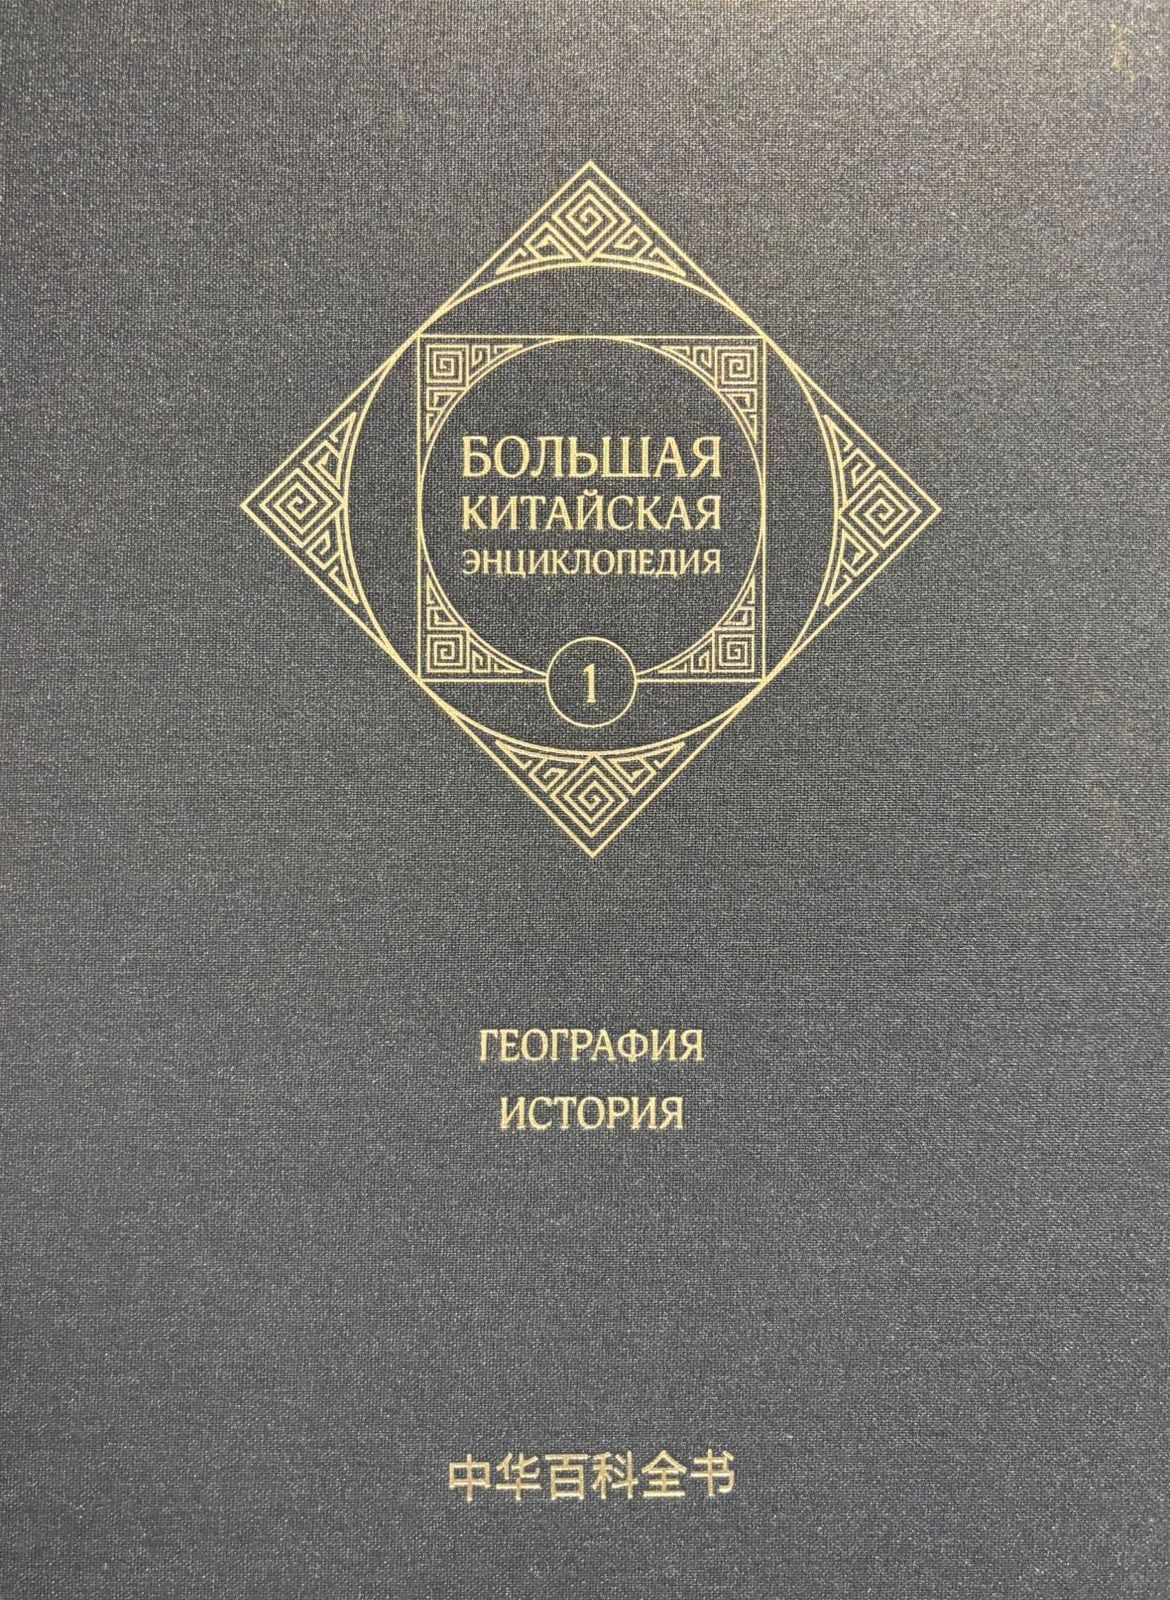 БОЛЬШАЯ
КИТАЙСКАЯ
ЭНЦИКЛОПЕДИЯ
1
ГЕОГРАФИЯ
ИСТОРИЯ
中华百科全书